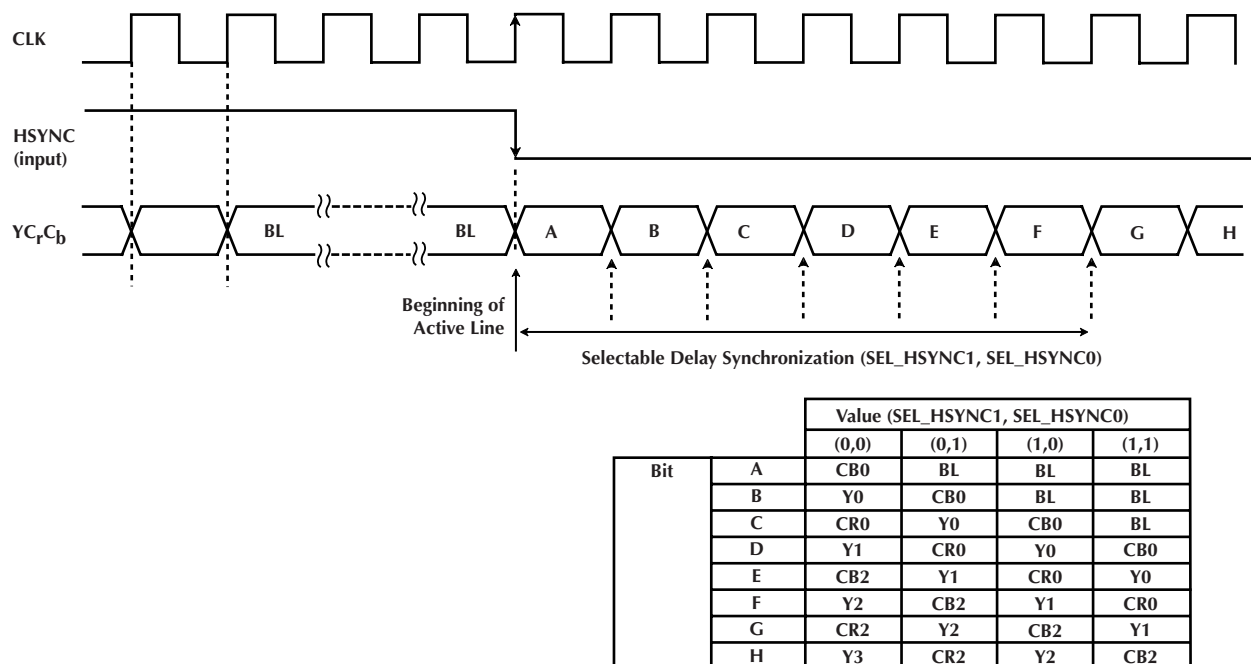 CLK
HSYNC
(input)
YCrCb
BL BL A B C D E F G H
Beginning of
Active Line
Selectable Delay Synchronization (SEL_HSYNC1, SEL_HSYNC0)
Value (SEL_HSYNC1, SEL_HSYNC0)
(0,0) (0,1) (1,0) (1,1)
Bit A CB0 BL BL BL
B Y0 CB0 BL BL
C CR0 Y0 CB0 BL
D Y1 CR0 Y0 CB0
E CB2 Y1 CR0 Y0
F Y2 CB2 Y1 CR0
G CR2 Y2 CB2 Y1
H Y3 CR2 Y2 CB2